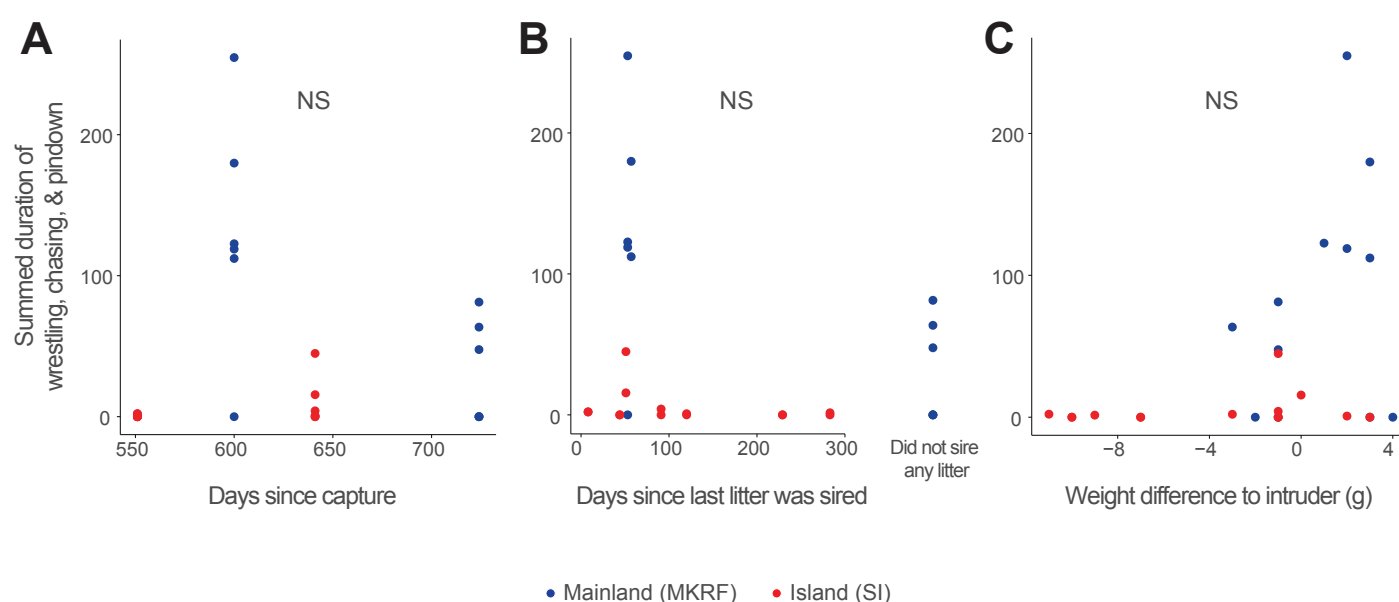 A
B
C
NS
NS
NS
Summed duration of
wrestling, chasing, & pindown
200
100
0
550
600
650
700
Days since capture
200
100
0
0
100
200
300
Did not sire
any litter
Days since last litter was sired
200
100
0
−8
−4
0
4
Weight difference to intruder (g)
Mainland (MKRF)
Island (SI)